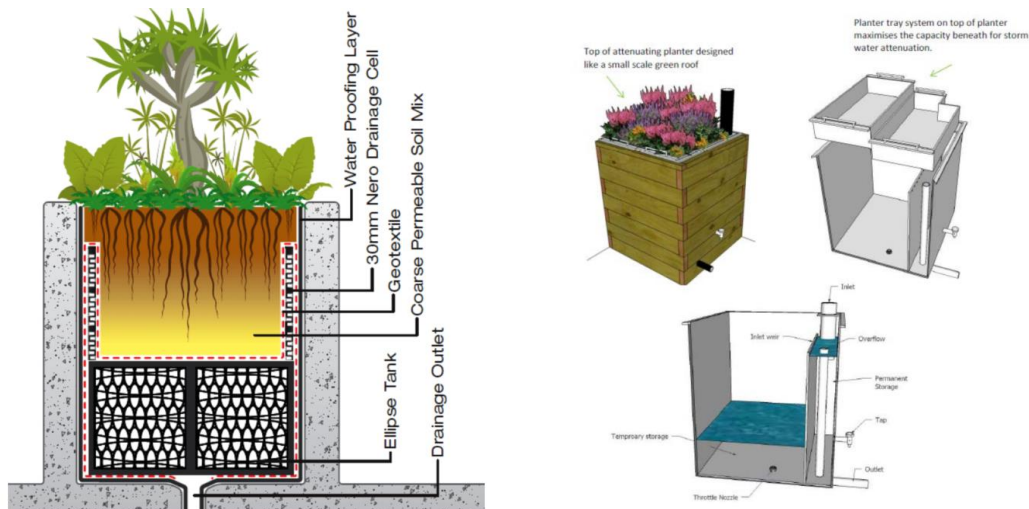 Water Proofing Layer
30mm Nero Drainage Cell
Geotextile
Coarse Permeable Soil Mix
Ellipse Tank
Drainage Outlet
Top of attenuating planter designed
like a small scale green roof
Planter tray system on top of planter
maximises the capacity beneath for storm
water attenuation.
Inlet
Inlet weir
Overflow
Permanent
Storage
Tap
Tamproary storage
Outlet
Throttle Nozzle